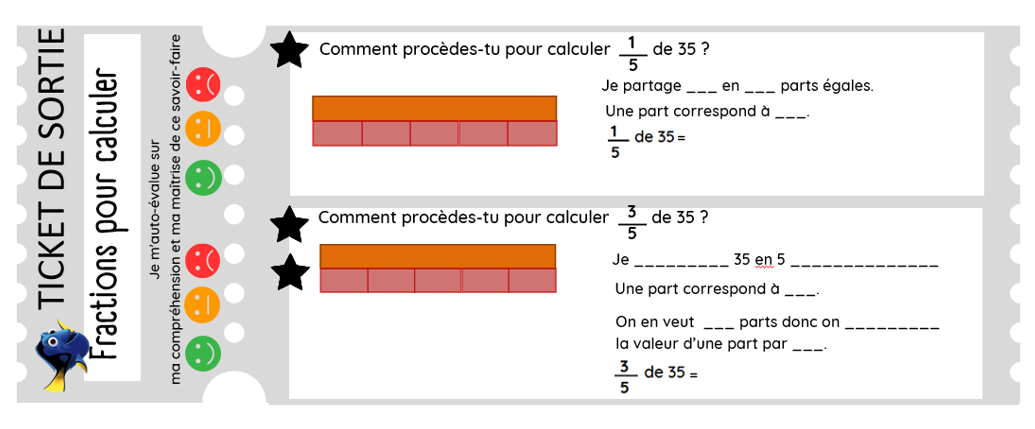 TICKET DE SORTIE
Fractions pour calculer
Je m'auto-évalue sur
ma compréhension et ma maîtrise de ce savoir-faire
Comment procèdes-tu pour calculer 1/5 de 35 ?
Je partage ___ en ___ parts égales.
Une part correspond à ___.
1/5 de 35 =
Comment procèdes-tu pour calculer 3/5 de 35 ?
Je _________ 35 en 5 ______________
Une part correspond à ___.
On en veut ___ parts donc on _________
la valeur d'une part par ___.
3/5 de 35 =